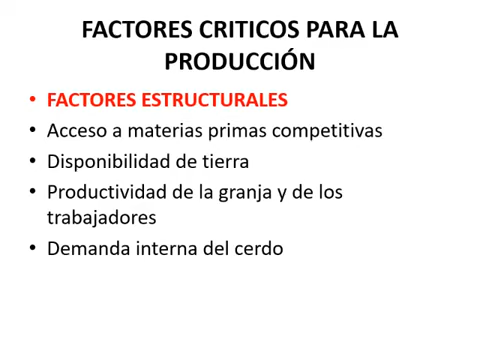 FACTORES CRITICOS PARA LA
PRODUCCIÓN
• FACTORES ESTRUCTURALES
• Acceso a materias primas competitivas
• Disponibilidad de tierra
• Productividad de la granja y de los
trabajadores
• Demanda interna del cerdo